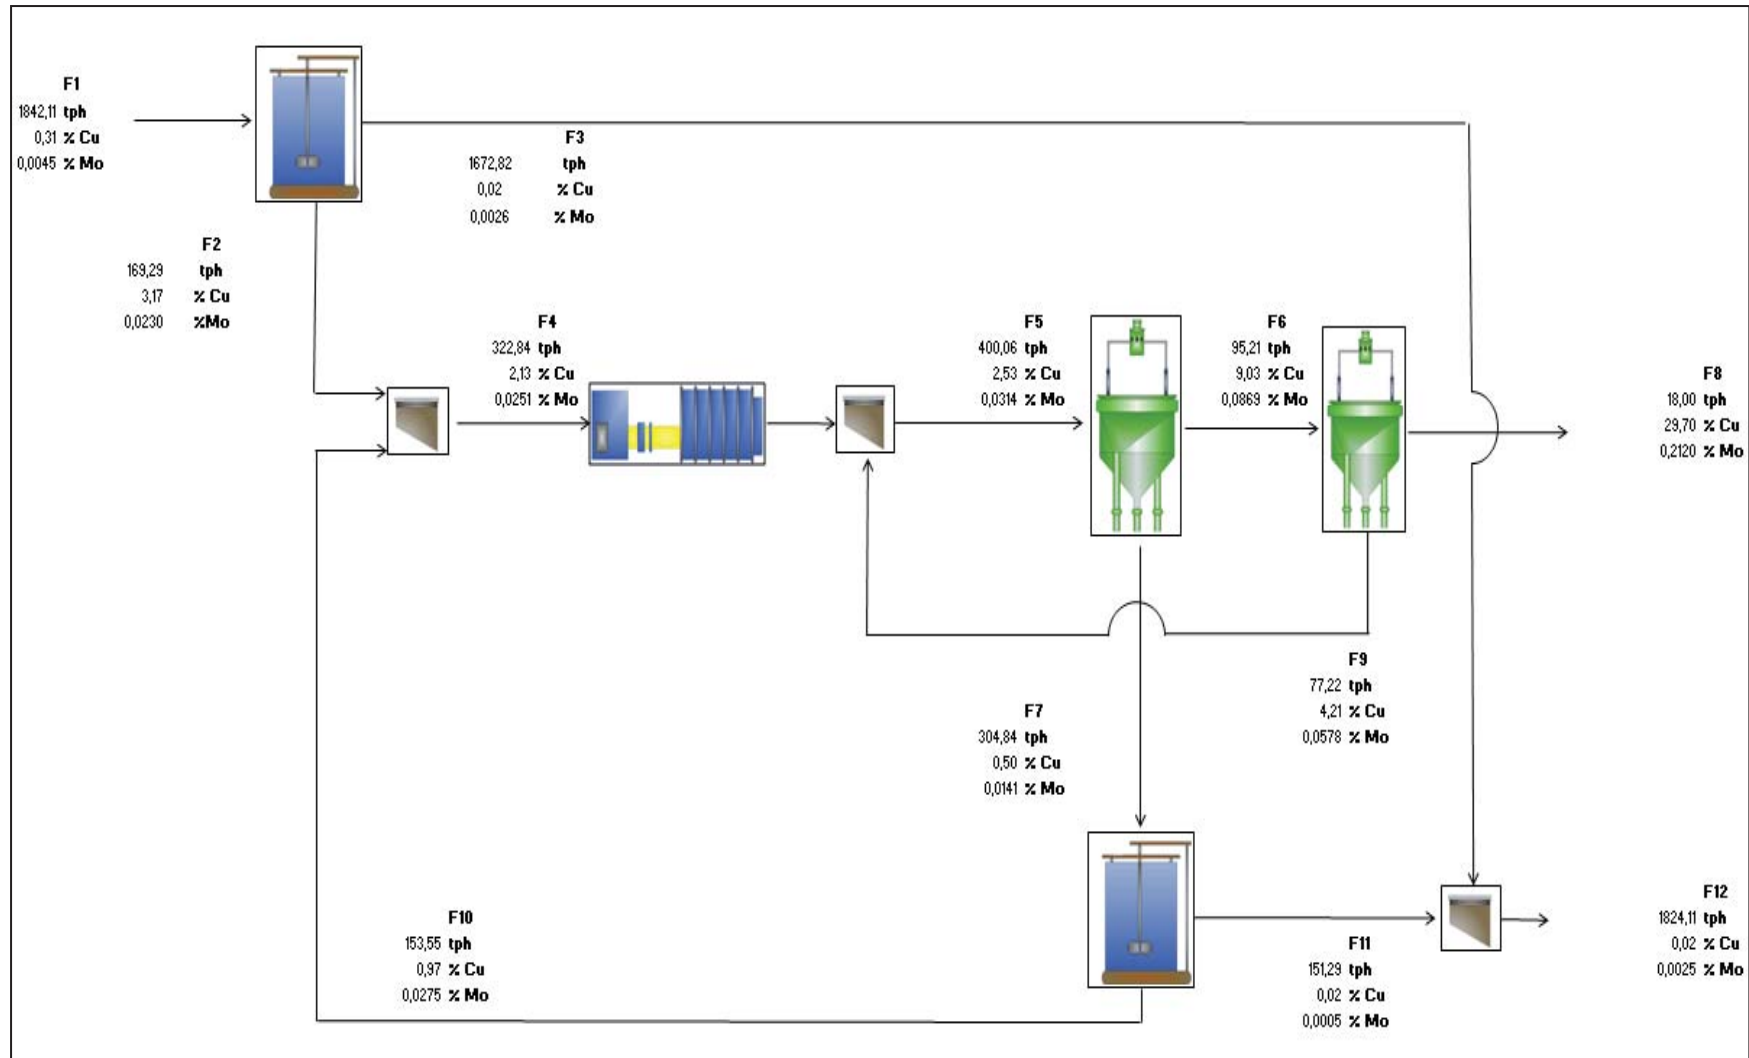 F1
1842,11 tph
0,31 % Cu
0,0045 % Mo
F3
1672,82 tph
0,02 % Cu
0,0026 % Mo
F2
169,29 tph
3,17 % Cu
0,0230 %Mo
F4
322,84 tph
2,13 % Cu
0,0251 % Mo
F5
400,06 tph
2,53 % Cu
0,0314 % Mo
F6
95,21 tph
9,03 % Cu
0,0869 % Mo
F8
18,00 tph
29,70 % Cu
0,2120 % Mo
F9
77,22 tph
4,21 % Cu
0,0578 % Mo
F7
304,84 tph
0,50 % Cu
0,0141 % Mo
F10
153,55 tph
0,97 % Cu
0,0275 % Mo
F11
151,29 tph
0,02 % Cu
0,0005 % Mo
F12
1824,11 tph
0,02 % Cu
0,0025 % Mo